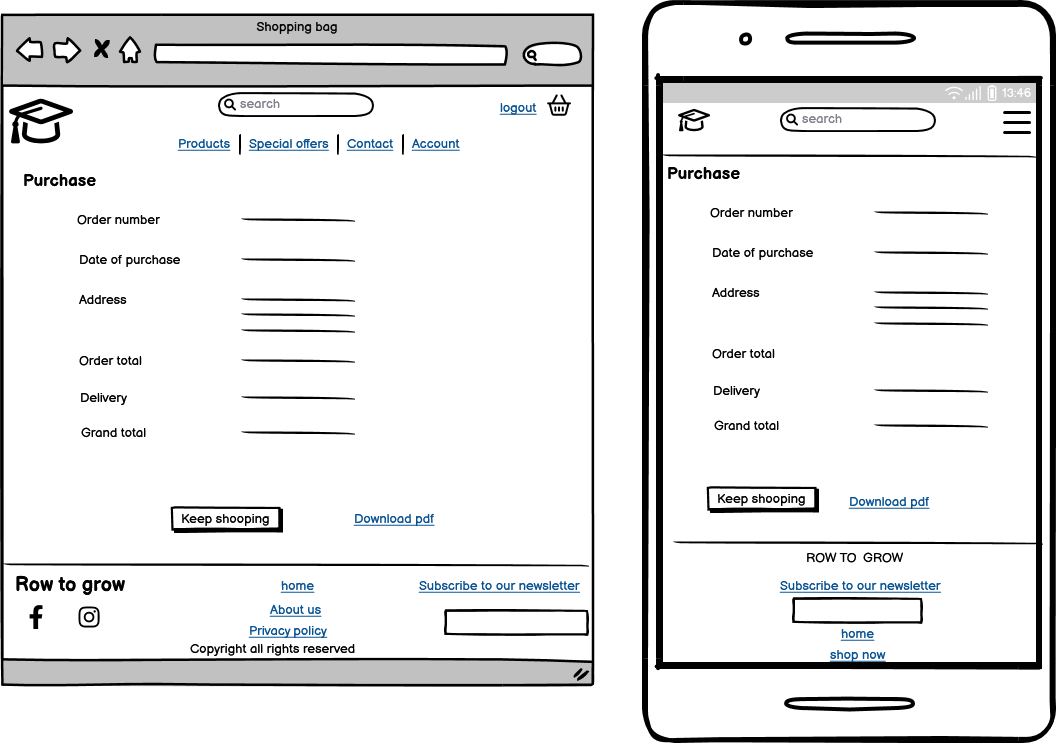 Shopping bag
search
logout
Products
Special offers
Contact
Account
Purchase
Order number
Date of purchase
Address
Order total
Delivery
Grand total
Keep shooping
Download pdf
Row to grow
home
Subscribe to our newsletter
About us
Privacy policy
Copyright all rights reserved
13:46
search
Purchase
Order number
Date of purchase
Address
Order total
Delivery
Grand total
Keep shooping
Download pdf
ROW TO GROW
Subscribe to our newsletter
home
shop now